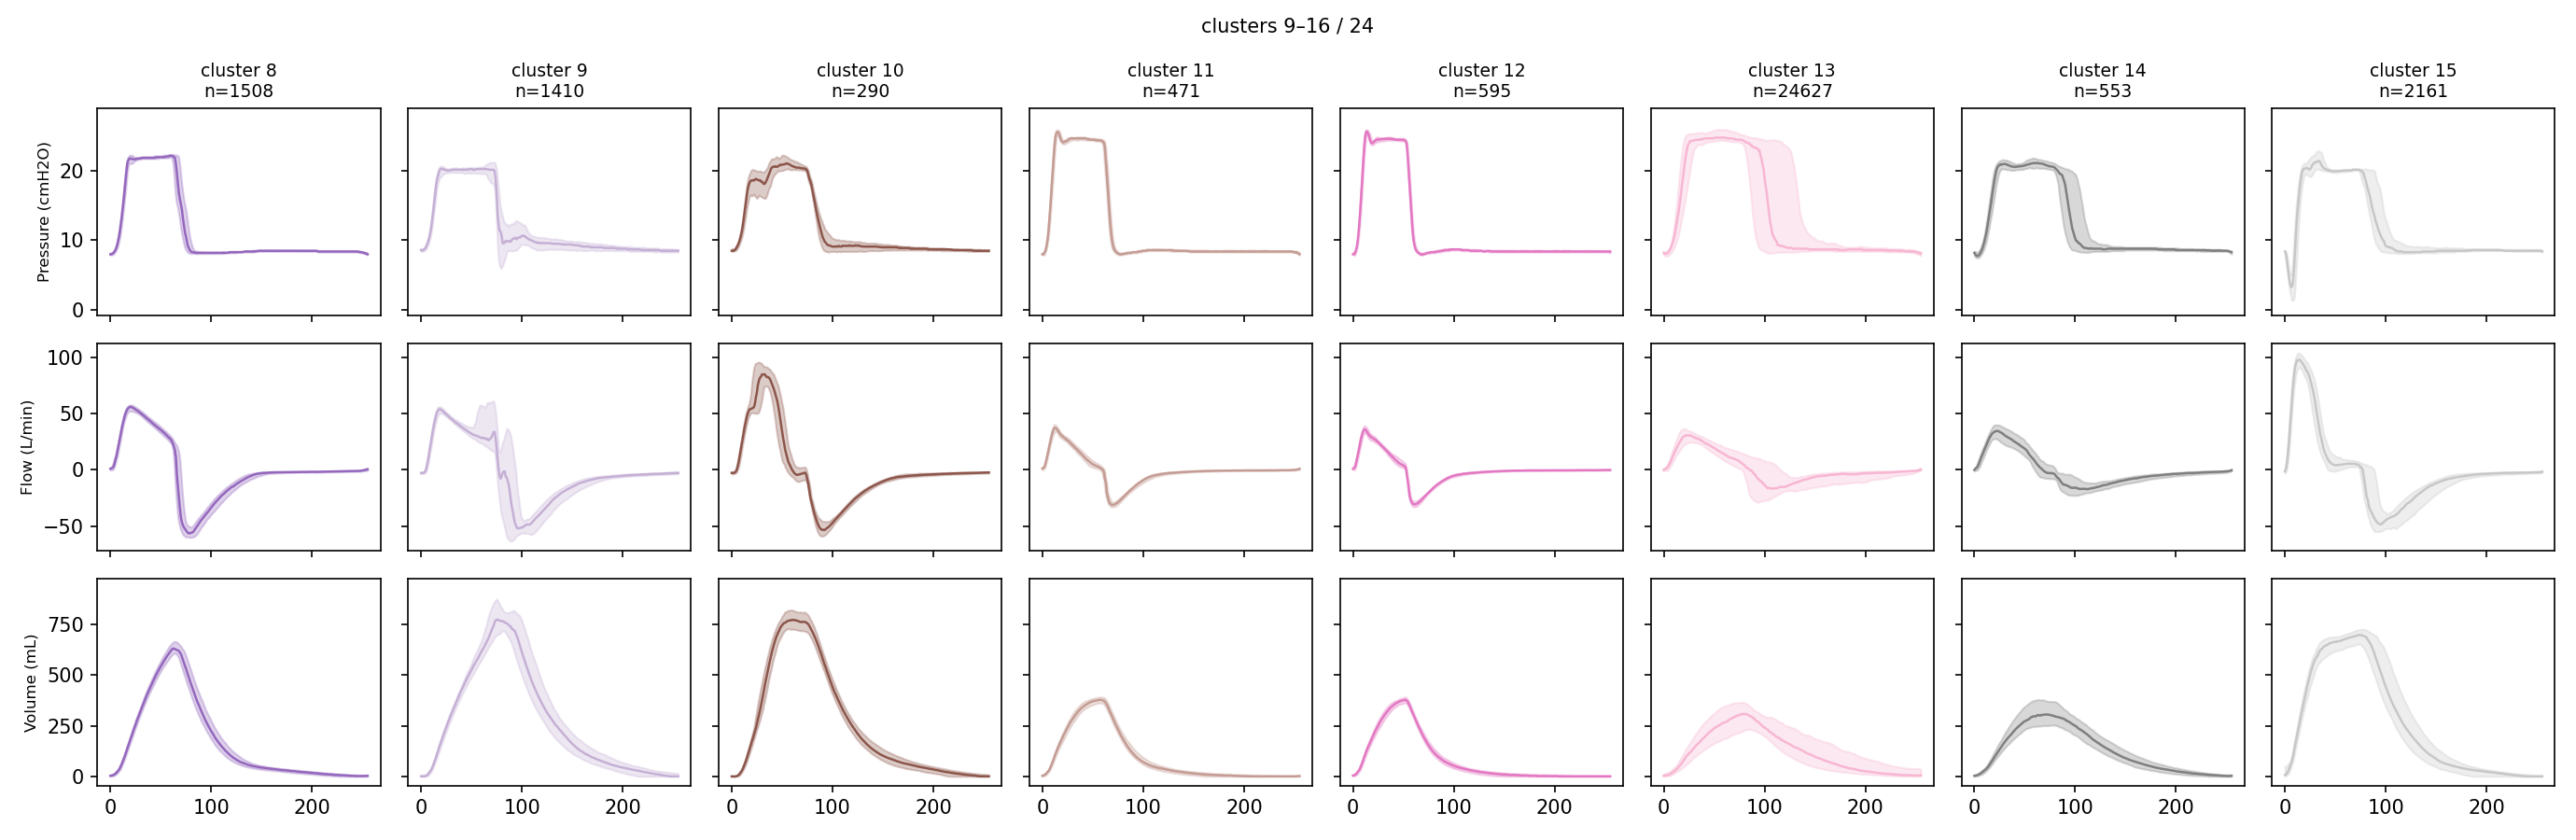 clusters 9–16 / 24
cluster 8
n=1508
cluster 9
n=1410
cluster 10
n=290
cluster 11
n=471
cluster 12
n=595
cluster 13
n=24627
cluster 14
n=553
cluster 15
n=2161
Pressure (cmH2O)
20
10
0
0 100 200
0 100 200
0 100 200
0 100 200
0 100 200
0 100 200
0 100 200
0 100 200
Flow (L/min)
100
50
0
−50
Volume (mL)
750
500
250
0